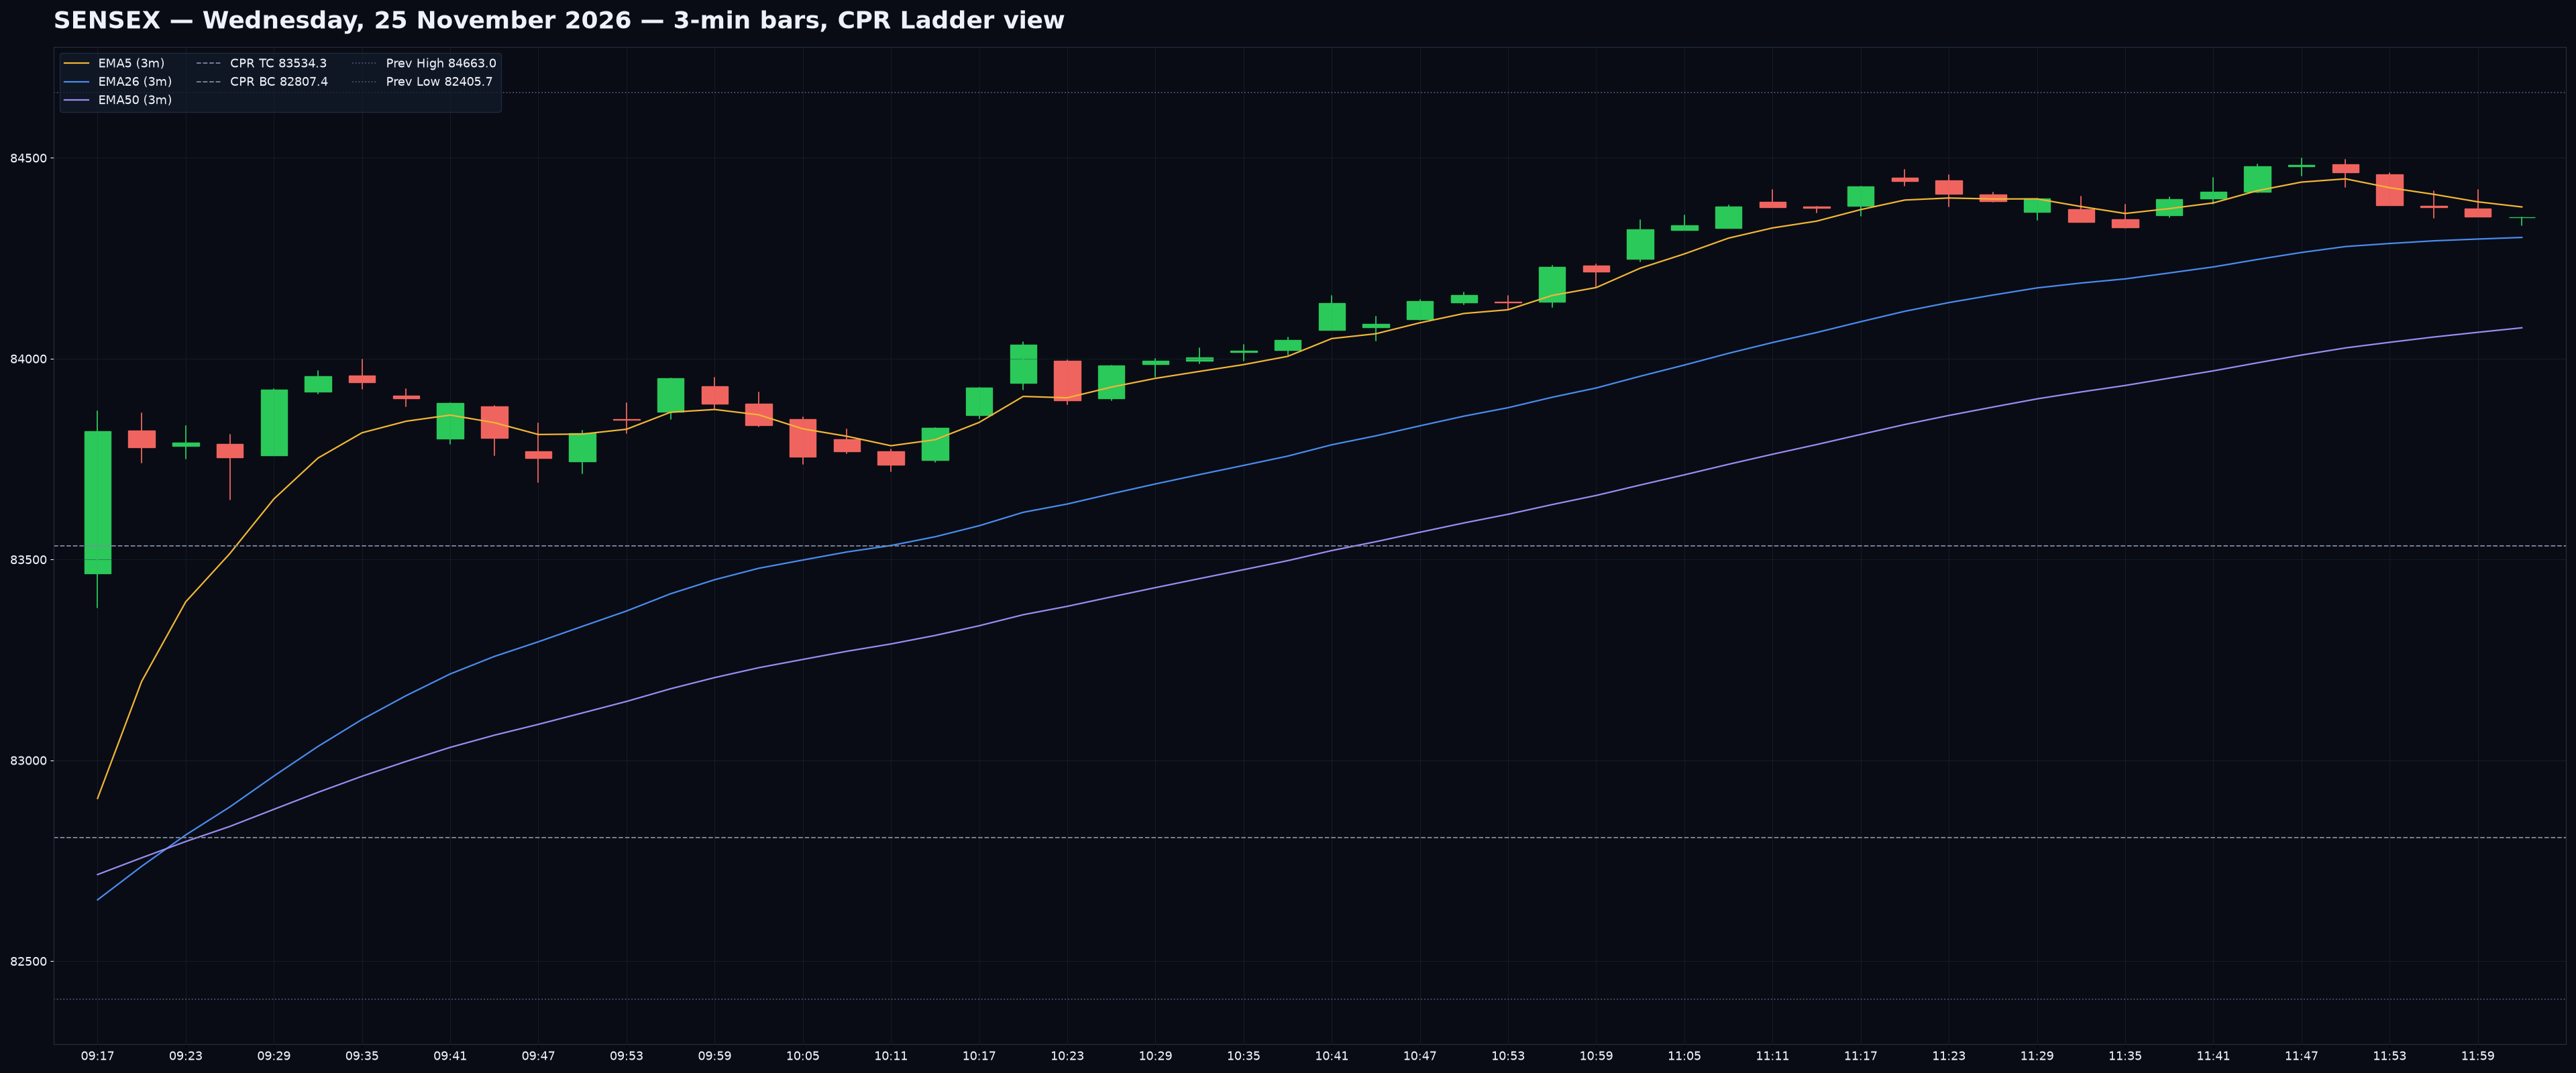 SENSEX — Wednesday, 25 November 2026 — 3-min bars, CPR Ladder view
EMA5 (3m) CPR TC 83534.3 Prev High 84663.0
EMA26 (3m) CPR BC 82807.4 Prev Low 82405.7
EMA50 (3m)
84500
84000
83500
83000
82500
09:17 09:23 09:29 09:35 09:41 09:47 09:53 09:59 10:05 10:11 10:17 10:23 10:29 10:35 10:41 10:47 10:53 10:59 11:05 11:11 11:17 11:23 11:29 11:35 11:41 11:47 11:53 11:59